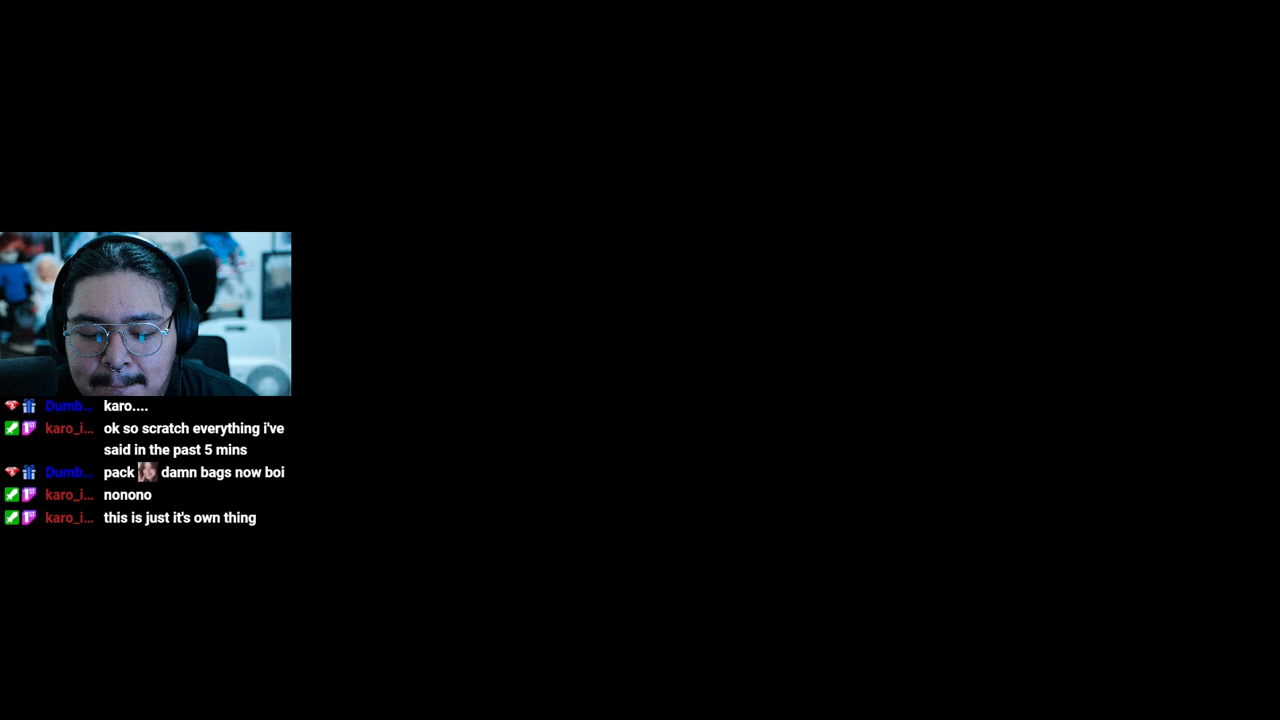 Dumb... karo....
karo_i... ok so scratch everything i've
said in the past 5 mins
Dumb... pack damn bags now boi
karo_i... nonono
karo_i... this is just it's own thing